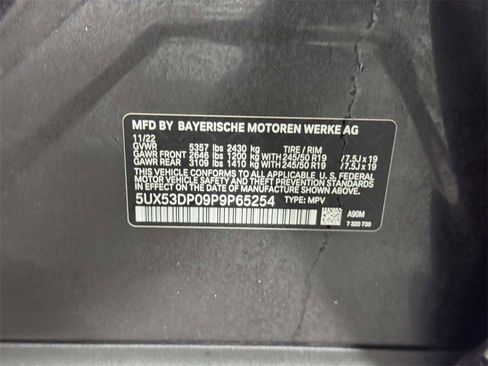 MFD BY BAYERISCHE MOTOREN WERKE AG
11/22
GVWR 5357 lbs 2430 kg TIRE / RIM
GAWR FRONT 2646 lbs 1200 kg WITH 245/50 R19 /7.5J x 19
GAWR REAR 3109 lbs 1410 kg WITH 245/50 R19 /7.5J x 19
THIS VEHICLE CONFORMS TO ALL APPLICABLE U.S. FEDERAL
MOTOR VEHICLE SAFETY AND THEFT PREVENTION STANDARDS
IN EFFECT ON THE DATE OF MANUFACTURE SHOWN ABOVE.
5UX53DP09P9P65254 TYPE: MPV
A90M
7 320 730